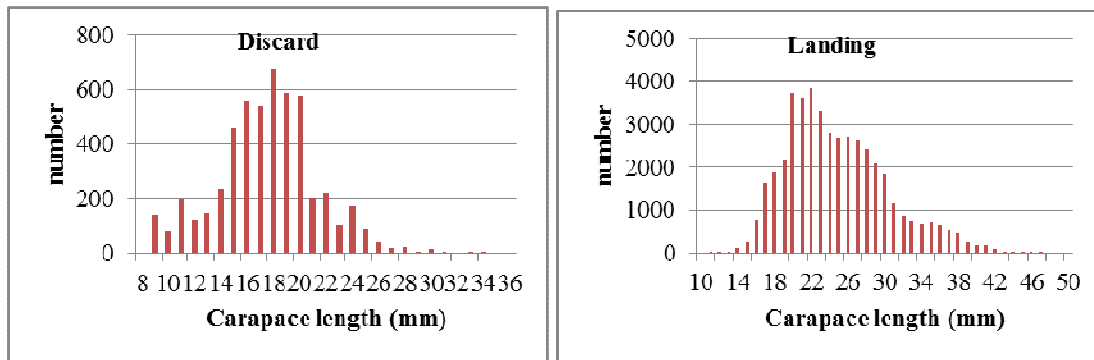 Discard
800
600
400
200
0
number
8 10 12 14 16 18 20 22 24 26 28 30 32 34 36
Carapace length (mm)
Landing
5000
4000
3000
2000
1000
0
number
10 14 18 22 26 30 34 38 42 46 50
Carapace length (mm)